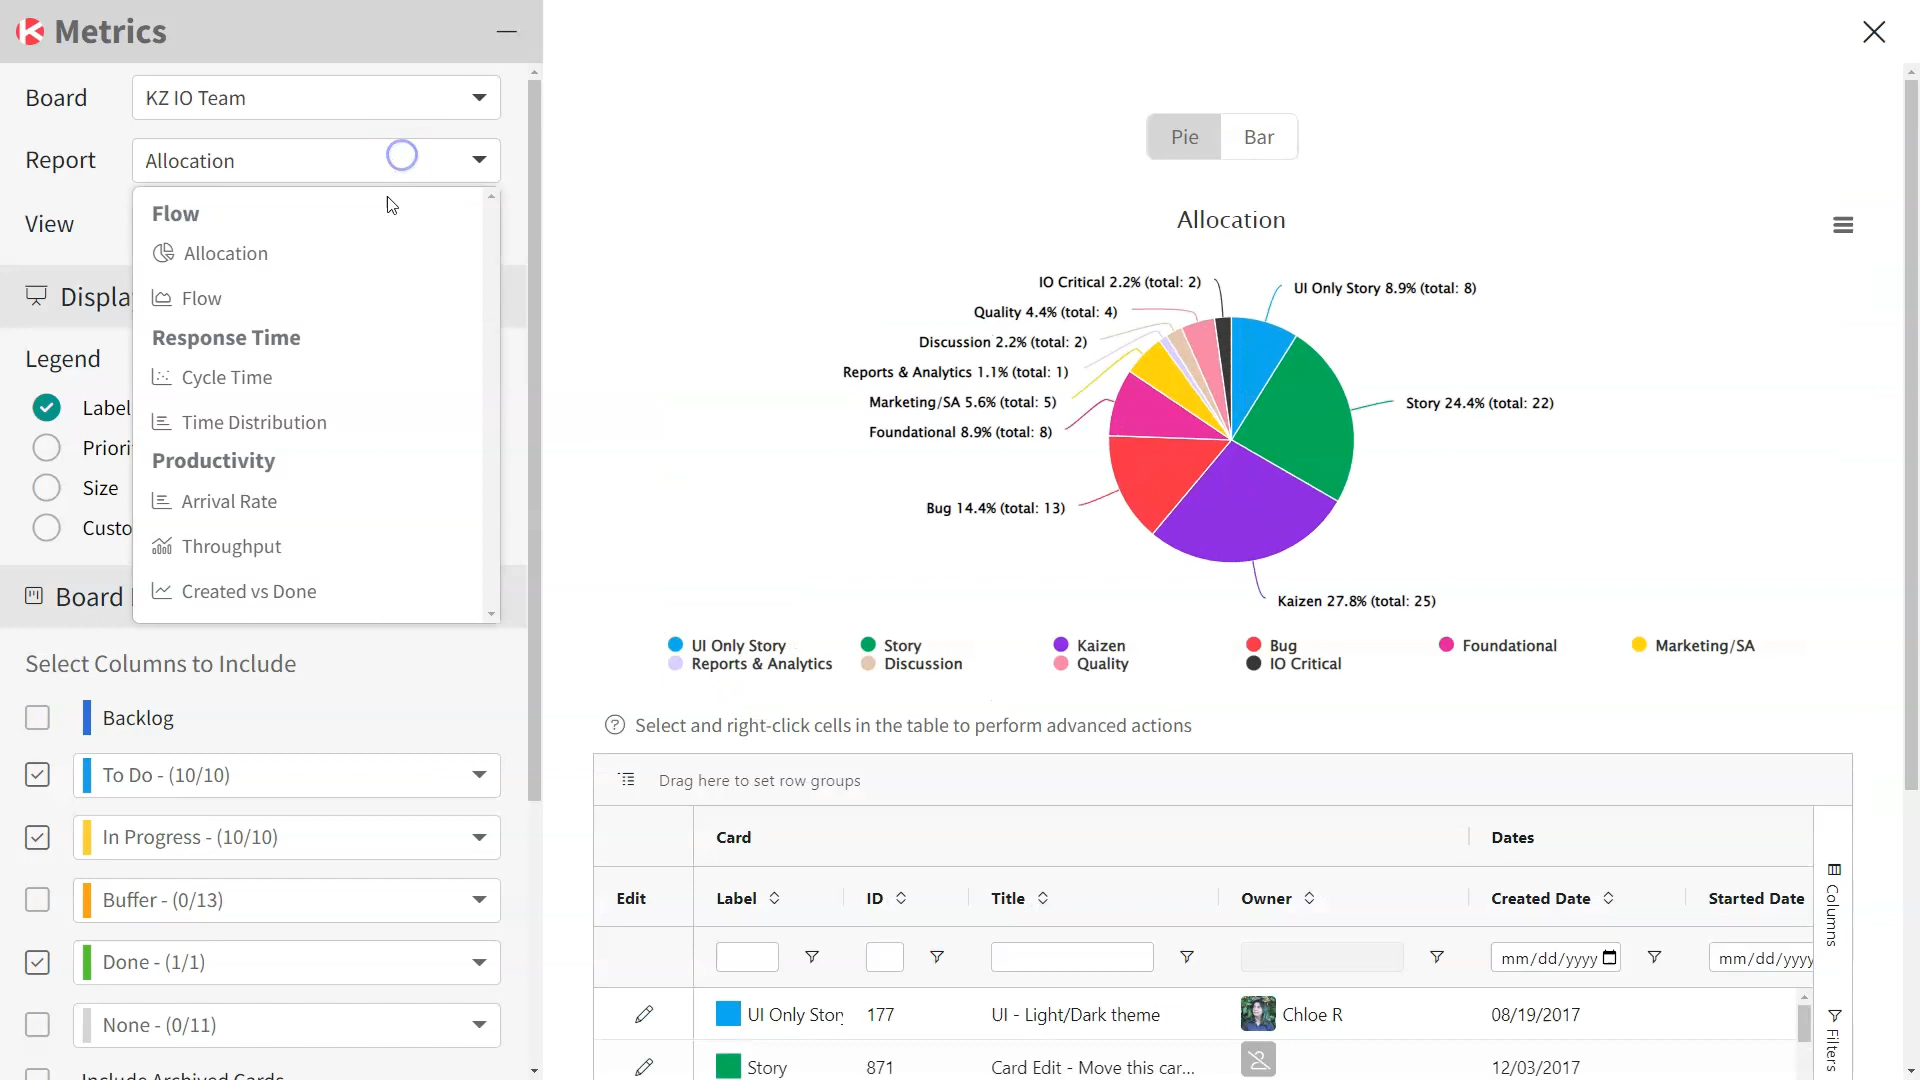 Metrics
Board
KZ IO Team
Report
Allocation
View
Flow
Allocation
Flow
Response Time
Cycle Time
Time Distribution
Productivity
Arrival Rate
Throughput
Created vs Done
Displa
Legend
Label
Priori
Size
Custo
Board
Select Columns to Include
Backlog
To Do - (10/10)
In Progress - (10/10)
Buffer - (0/13)
Done - (1/1)
None - (0/11)
Include Archived Cards
Pie
Bar
Allocation
IO Critical 2.2% (total: 2)
UI Only Story 8.9% (total: 8)
Quality 4.4% (total: 4)
Discussion 2.2% (total: 2)
Reports & Analytics 1.1% (total: 1)
Marketing/SA 5.6% (total: 5)
Story 24.4% (total: 22)
Foundational 8.9% (total: 8)
Bug 14.4% (total: 13)
Kaizen 27.8% (total: 25)
UI Only Story
Story
Kaizen
Bug
Foundational
Marketing/SA
Reports & Analytics
Discussion
Quality
IO Critical
? Select and right-click cells in the table to perform advanced actions
Drag here to set row groups
Card
Dates
Edit
Label
ID
Title
Owner
Created Date
Started Date
mm/dd/yyyy
mm/dd/yyyy
UI Only Stor
177
UI - Light/Dark theme
Chloe R
08/19/2017
Story
871
Card Edit - Move this car...
12/03/2017
Columns
Filters